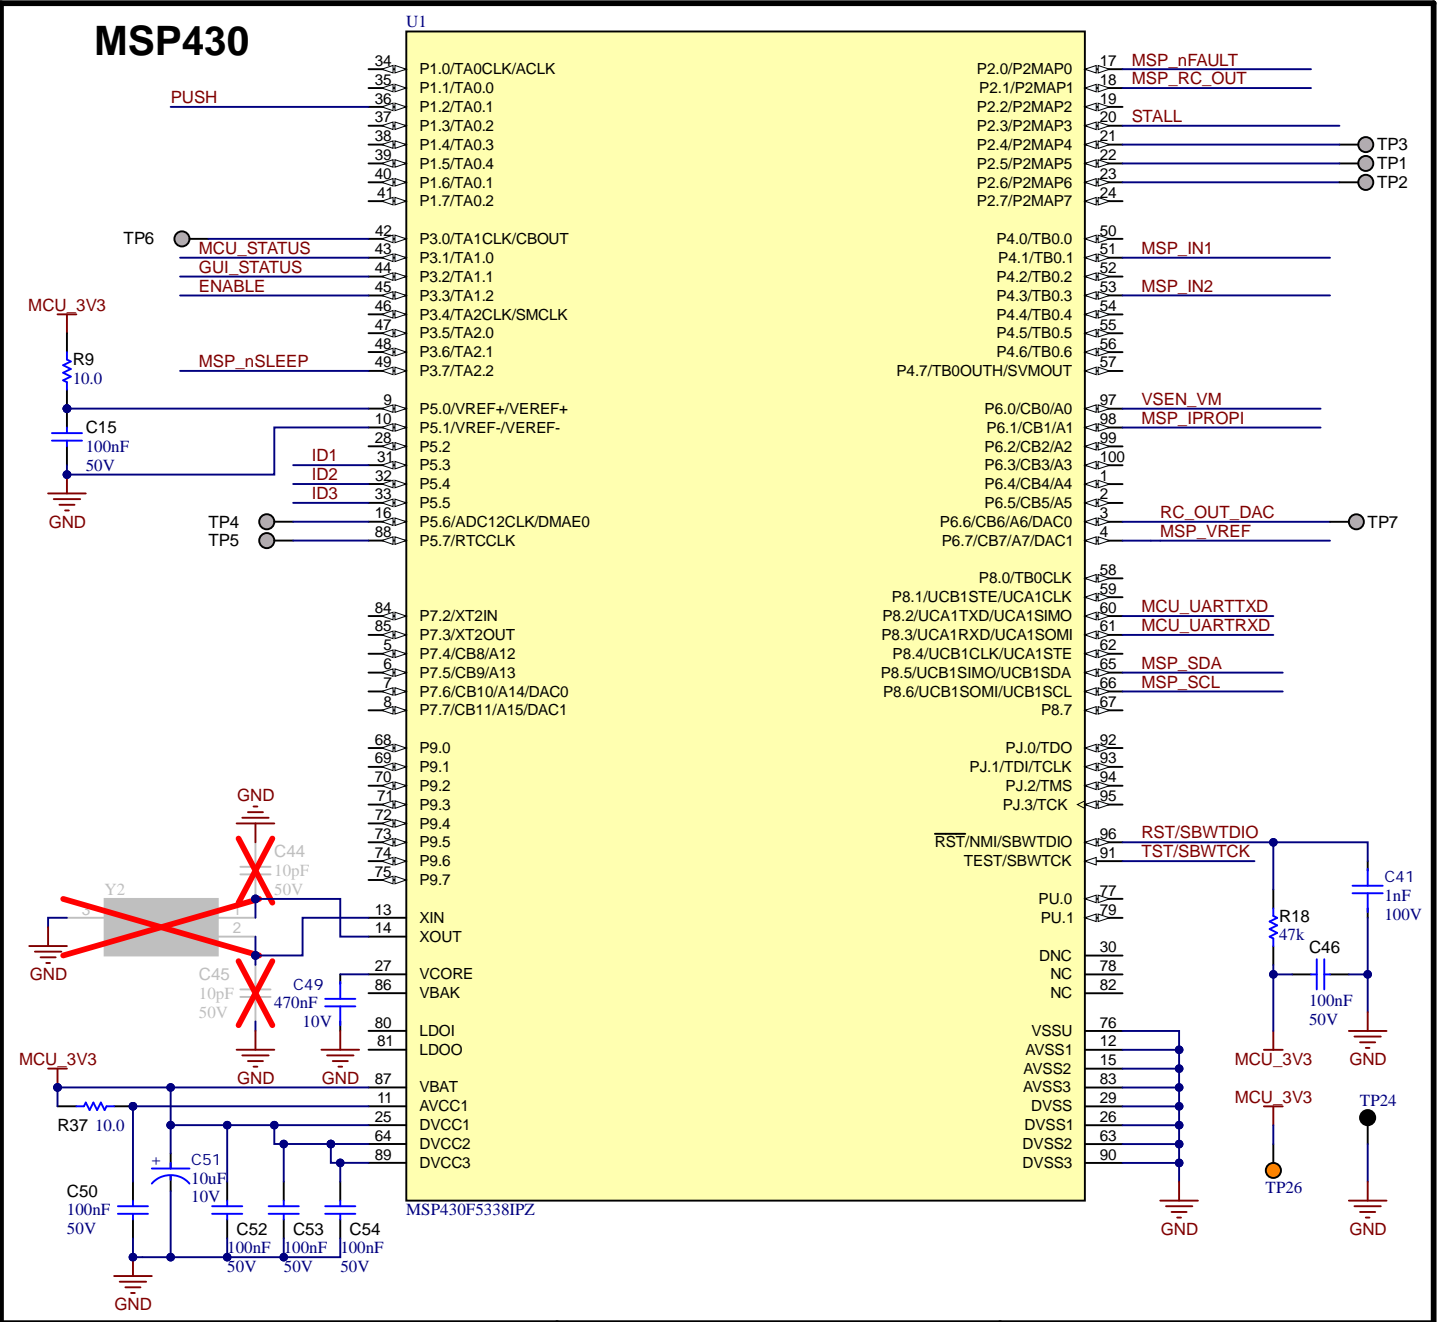 MSP430
U1
34 P1.0/TA0CLK/ACLK
35 P1.1/TA0.0
PUSH 36 P1.2/TA0.1
37 P1.3/TA0.2
38 P1.4/TA0.3
39 P1.5/TA0.4
40 P1.6/TA0.1
41 P1.7/TA0.2
TP6 42 P3.0/TA1CLK/CBOUT
MCU_STATUS 43 P3.1/TA1.0
GUI_STATUS 44 P3.2/TA1.1
ENABLE 45 P3.3/TA1.2
46 P3.4/TA2CLK/SMCLK
47 P3.5/TA2.0
48 P3.6/TA2.1
MSP_nSLEEP 49 P3.7/TA2.2
MCU_3V3
R9
10.0
C15
100nF
50V
GND
9 P5.0/VREF+/VEREF+
10 P5.1/VREF-/VEREF-
28 P5.2
ID1 31 P5.3
ID2 32 P5.4
ID3 33 P5.5
TP4 16 P5.6/ADC12CLK/DMAE0
TP5 88 P5.7/RTCCLK
84 P7.2/XT2IN
85 P7.3/XT2OUT
5 P7.4/CB8/A12
6 P7.5/CB9/A13
7 P7.6/CB10/A14/DAC0
8 P7.7/CB11/A15/DAC1
68 P9.0
69 P9.1
70 P9.2
71 P9.3
72 P9.4
73 P9.5
74 P9.6
75 P9.7
GND
C44
10pF
50V
Y2
3
1
2
GND
C45
10pF
50V
GND
13 XIN
14 XOUT
27 VCORE
86 VBAK
C49
470nF
10V
GND
80 LDOI
81 LDOO
MCU_3V3
87 VBAT
11 AVCC1
25 DVCC1
64 DVCC2
89 DVCC3
R37 10.0
C50
100nF
50V
+
C51
10uF
10V
C52
100nF
50V
C53
100nF
50V
C54
100nF
50V
GND
P2.0/P2MAP0 17 MSP_nFAULT
P2.1/P2MAP1 18 MSP_RC_OUT
P2.2/P2MAP2 19
P2.3/P2MAP3 20 STALL
P2.4/P2MAP4 21 TP3
P2.5/P2MAP5 22 TP1
P2.6/P2MAP6 23 TP2
P2.7/P2MAP7 24
P4.0/TB0.0 50
P4.1/TB0.1 51 MSP_IN1
P4.2/TB0.2 52
P4.3/TB0.3 53 MSP_IN2
P4.4/TB0.4 54
P4.5/TB0.5 55
P4.6/TB0.6 56
P4.7/TB0OUTH/SVMOUT 57
P6.0/CB0/A0 97 VSEN_VM
P6.1/CB1/A1 98 MSP_IPROPI
P6.2/CB2/A2 99
P6.3/CB3/A3 100
P6.4/CB4/A4 1
P6.5/CB5/A5 2
P6.6/CB6/A6/DAC0 3 RC_OUT_DAC TP7
P6.7/CB7/A7/DAC1 4 MSP_VREF
P8.0/TB0CLK 58
P8.1/UCB1STE/UCA1CLK 59
P8.2/UCA1TXD/UCA1SIMO 60 MCU_UARTTXD
P8.3/UCA1RXD/UCA1SOMI 61 MCU_UARTRXD
P8.4/UCB1CLK/UCA1STE 62
P8.5/UCB1SIMO/UCB1SDA 65 MSP_SDA
P8.6/UCB1SOMI/UCB1SCL 66 MSP_SCL
P8.7 67
PJ.0/TDO 92
PJ.1/TDI/TCLK 93
PJ.2/TMS 94
PJ.3/TCK 95
RST/NMI/SBWTDIO 96 RST/SBWTDIO
TEST/SBWTCK 91 TST/SBWTCK
PU.0 77
PU.1 79
DNC 30
NC 78
NC 82
VSSU 76
AVSS1 12
AVSS2 15
AVSS3 83
DVSS 29
DVSS1 26
DVSS2 63
DVSS3 90
GND
C41
1nF
100V
R18
47k
C46
100nF
50V
MCU_3V3
GND
MCU_3V3
TP26
TP24
GND
MSP430F5338IPZ